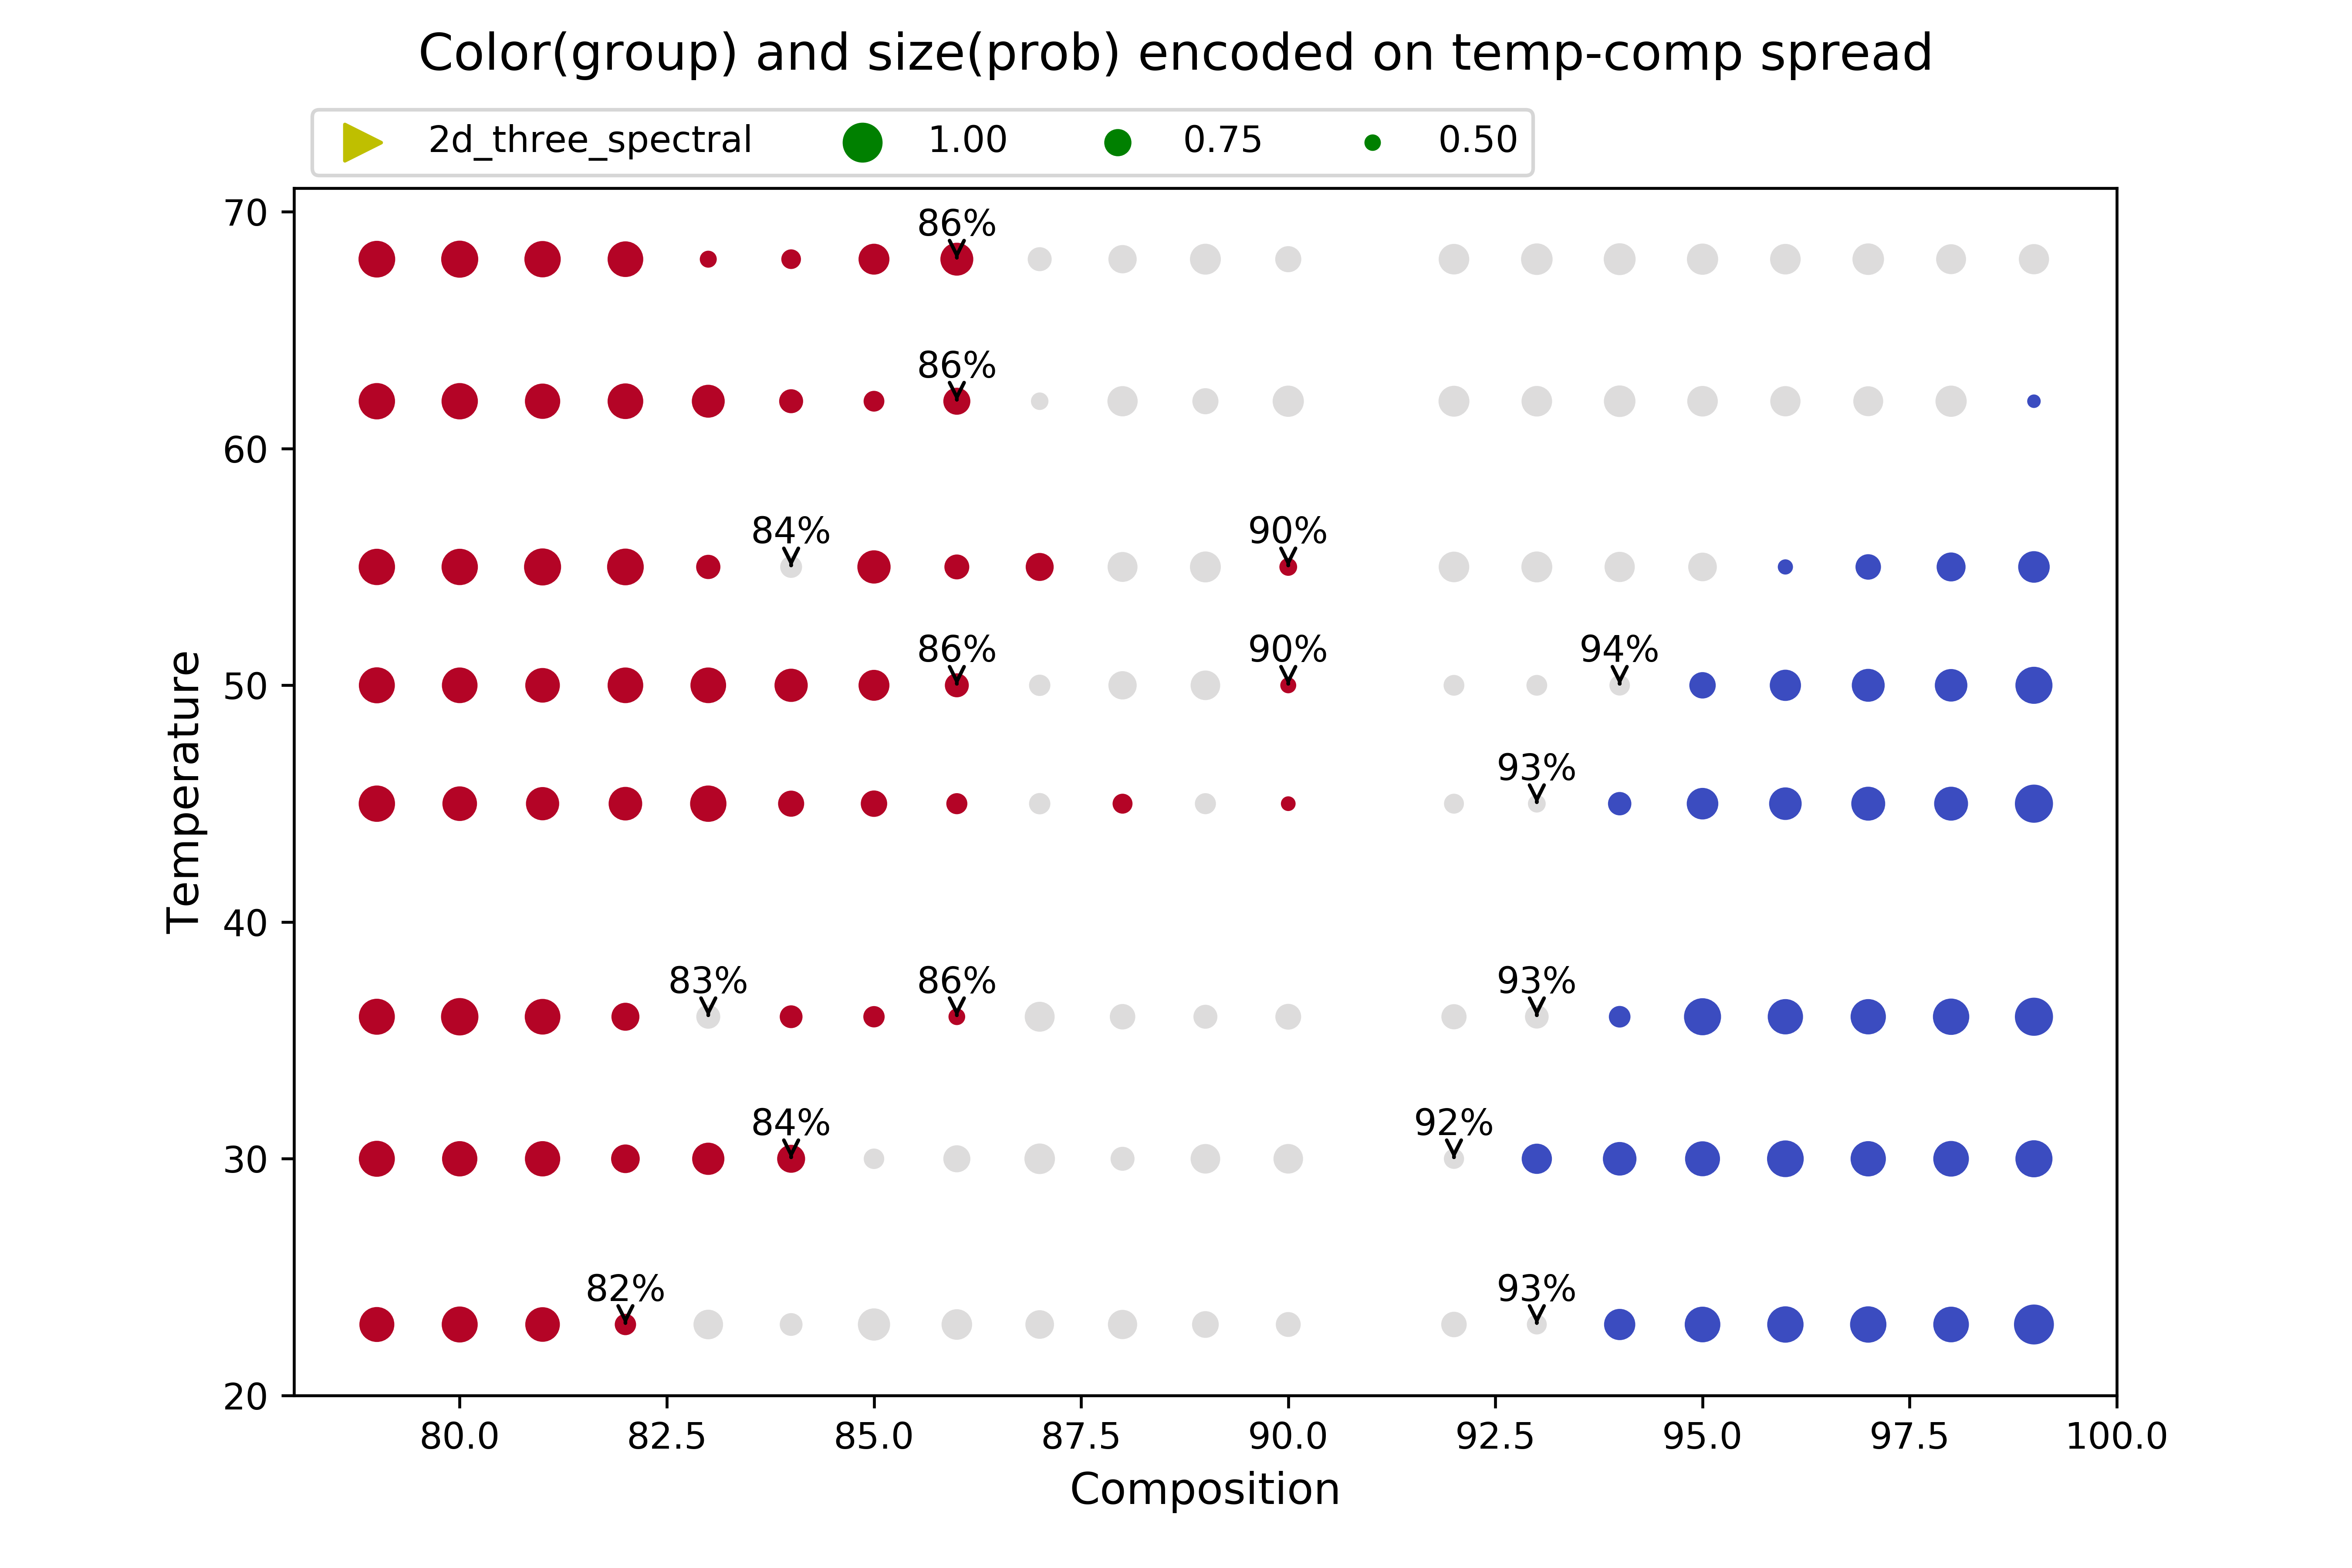 Color(group) and size(prob) encoded on temp-comp spread
2d_three_spectral 1.00 0.75 0.50
70
86%
86%
60
84% 90%
86% 90% 94%
50
93%
Temperature
40
83% 86% 93%
84% 92%
30
82% 93%
20
80.0 82.5 85.0 87.5 90.0 92.5 95.0 97.5 100.0
Composition